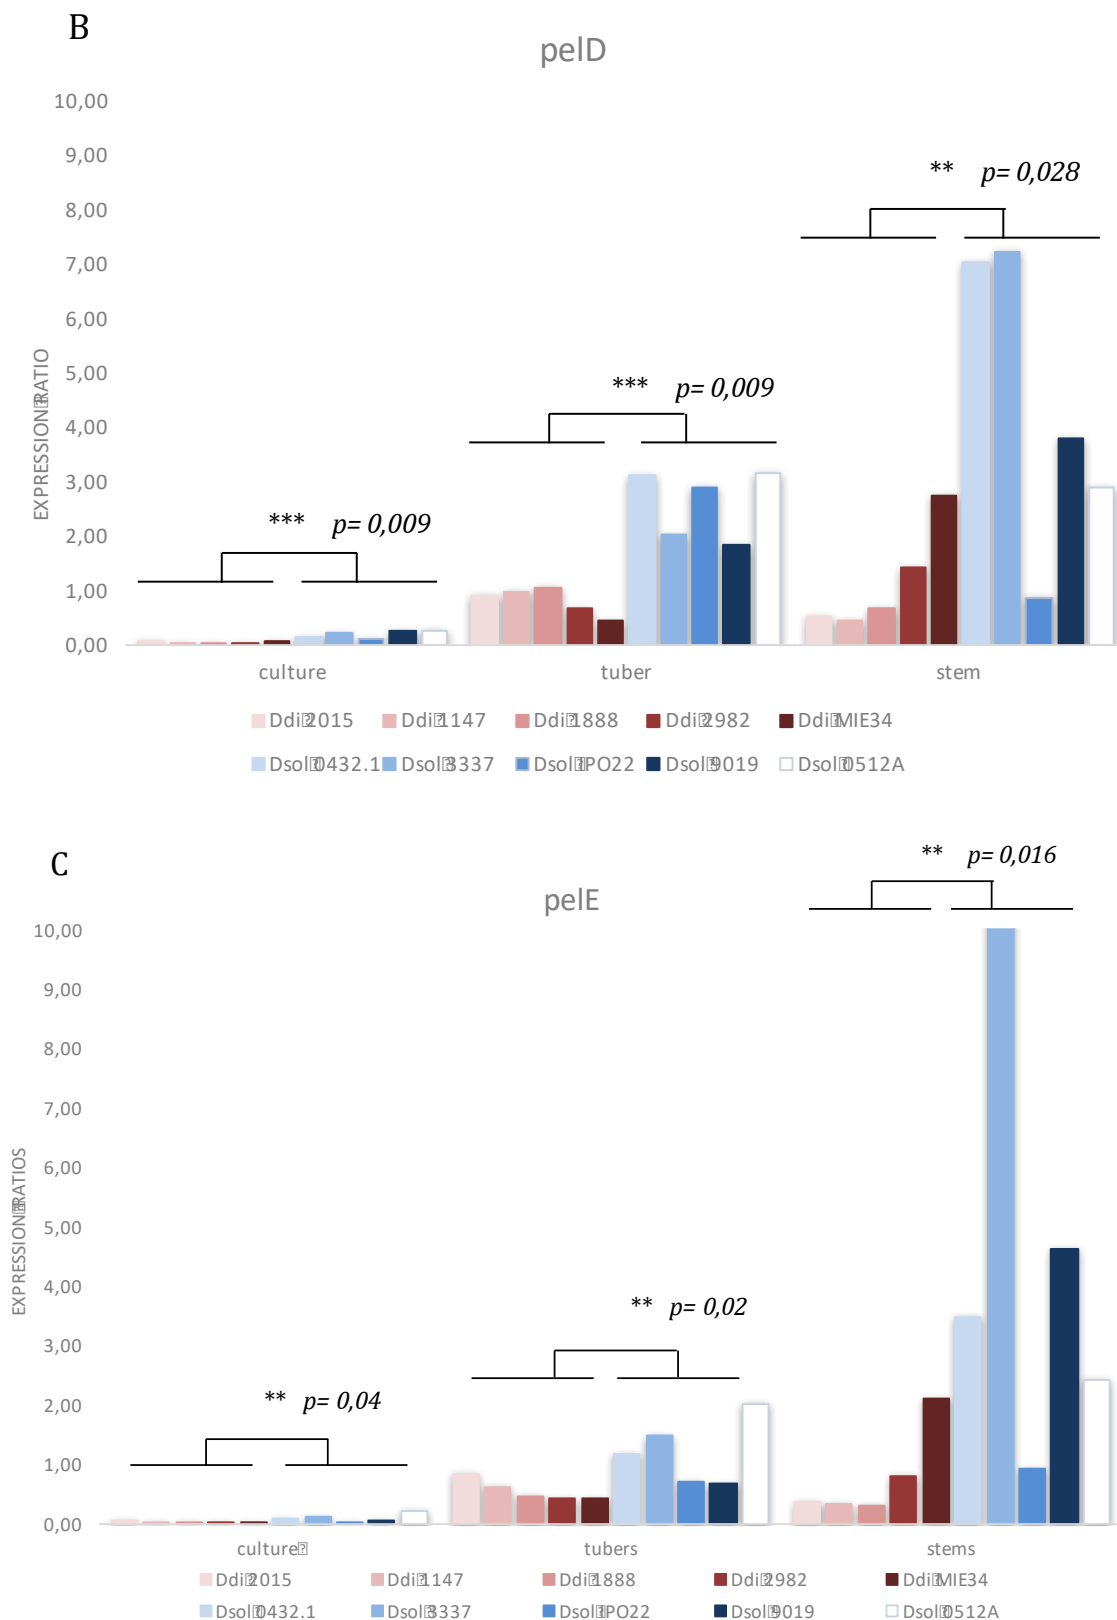 B
pelD
10,00
9,00
** p= 0,028
8,00
7,00
6,00
5,00
*** p= 0,009
4,00
3,00
*** p= 0,009
2,00
1,00
0,00
EXPRESSION RATIO
culture tuber stem
Ddi 2015 Ddi 1147 Ddi 1888 Ddi 2982 Ddi MIE34
Dsol 0432.1 Dsol 3337 Dsol IPO22 Dsol 9019 Dsol 0512A
C
** p= 0,016
pelE
10,00
9,00
8,00
7,00
6,00
5,00
4,00
** p= 0,02
3,00
** p= 0,04
2,00
1,00
0,00
EXPRESSION RATIOS
culture tubers stems
Ddi 2015 Ddi 1147 Ddi 1888 Ddi 2982 Ddi MIE34
Dsol 0432.1 Dsol 3337 Dsol IPO22 Dsol 9019 Dsol 0512A